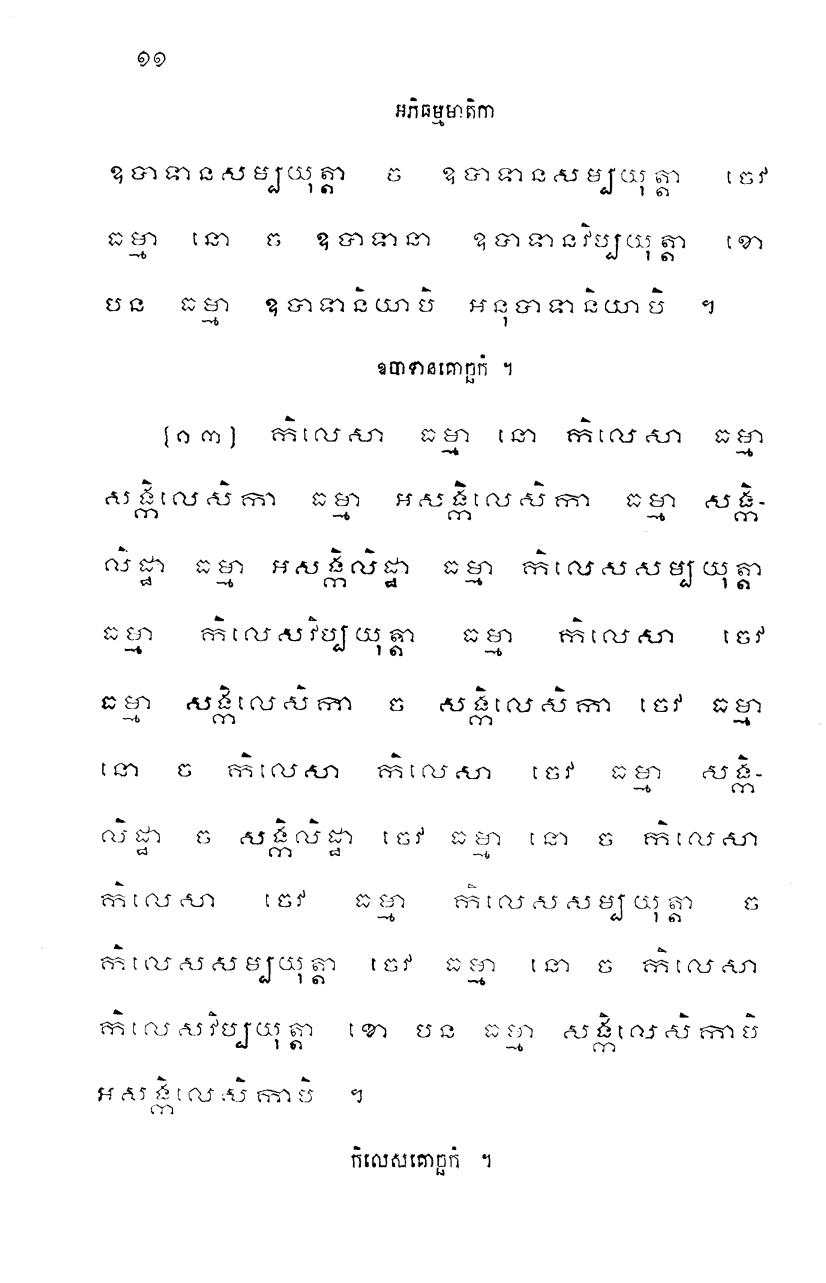 ១១
អភិធម្មមាតិកា
ឧបាទានសម្បយុត្តា ច ឧបាទានសម្បយុត្តា ចេវ
ធម្មា នោ ច ឧបាទានា ឧបាទានវិប្បយុត្តា ខោ
បន ធម្មា ឧបាទានិយាបិ អនុបាទានិយាបិ ។
ឧបាទានគោច្ឆកំ ។
[១៣] កិលេសា ធម្មា នោ កិលេសា ធម្មា
សង្កិលេសិកា ធម្មា អសង្កិលេសិកា ធម្មា សង្កិ-
លិដ្ឋា ធម្មា អសង្កិលិដ្ឋា ធម្មា កិលេសសម្បយុត្តា
ធម្មា កិលេសវិប្បយុត្តា ធម្មា កិលេសា ចេវ
ធម្មា សង្កិលេសិកា ច សង្កិលេសិកា ចេវ ធម្មា
នោ ច កិលេសា កិលេសា ចេវ ធម្មា សង្កិ-
លិដ្ឋា ច សង្កិលិដ្ឋា ចេវ ធម្មា នោ ច កិលេសា
កិលេសា ចេវ ធម្មា កិលេសសម្បយុត្តា ច
កិលេសសម្បយុត្តា ចេវ ធម្មា នោ ច កិលេសា
កិលេសវិប្បយុត្តា ខោ បន ធម្មា សង្កិលេសិកាបិ
អសង្កិលេសិកាបិ ។
កិលេសគោច្ឆកំ ។